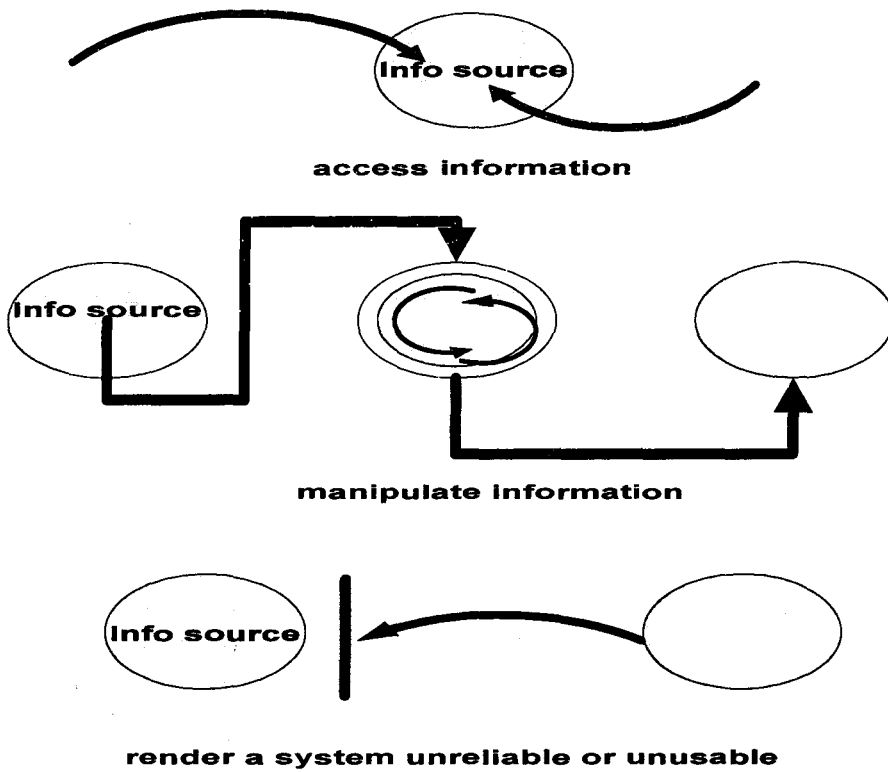 Info source
access information
Info source
manipulate information
Info source
render a system unreliable or unusable